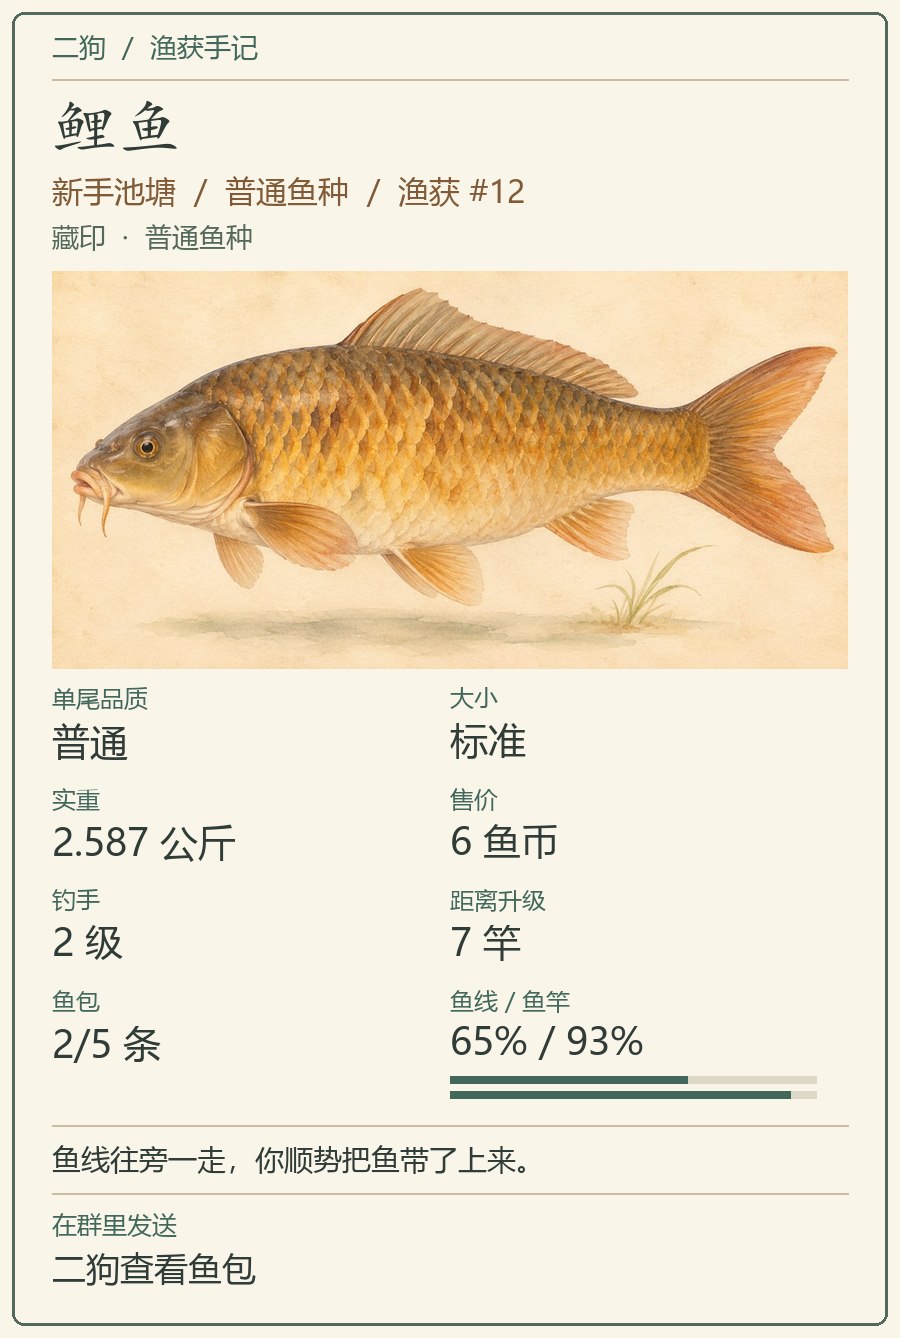 二狗 / 渔获手记
鲤鱼
新手池塘 / 普通鱼种 / 渔获 #12
藏印 · 普通鱼种
单尾品质
普通
大小
标准
实重
2.587 公斤
售价
6 鱼币
钓手
2 级
距离升级
7 竿
鱼包
2/5 条
鱼线 / 鱼竿
65% / 93%
鱼线往旁一走，你顺势把鱼带了上来。
在群里发送
二狗查看鱼包